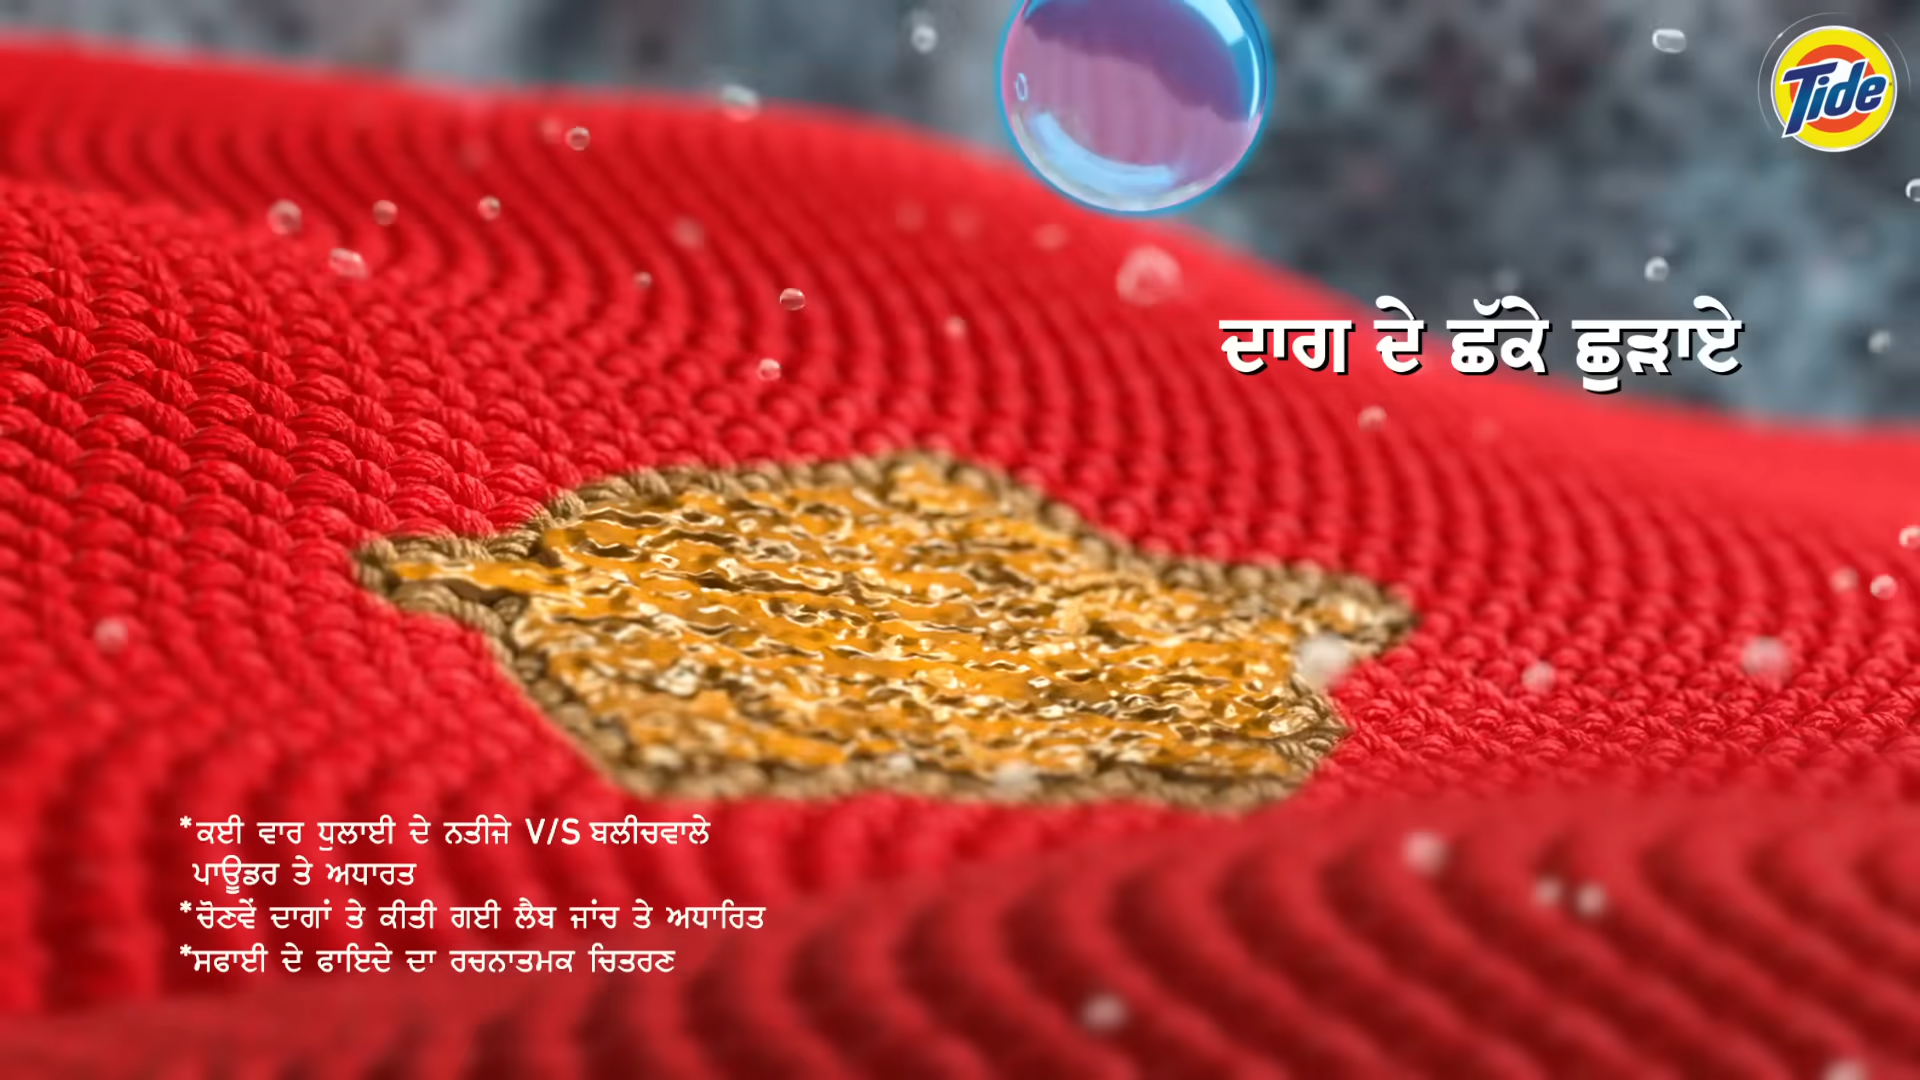 Tide
ਦਾਗ ਦੇ ਛੱਕੇ ਛੁੜਾਏ
*ਕਈ ਵਾਰ ਧੁਲਾਈ ਦੇ ਨਤੀਜੇ V/S ਬਲੀਚਵਾਲੇ
ਪਾਊਡਰ ਤੇ ਅਧਾਰਤ
*ਚੋਣਵੇਂ ਦਾਗਾਂ ਤੇ ਕੀਤੀ ਗਈ ਲੈਬ ਜਾਂਚ ਤੇ ਅਧਾਰਿਤ
*ਸਫਾਈ ਦੇ ਫਾਇਦੇ ਦਾ ਰਚਨਾਤਮਕ ਚਿਤਰਣ